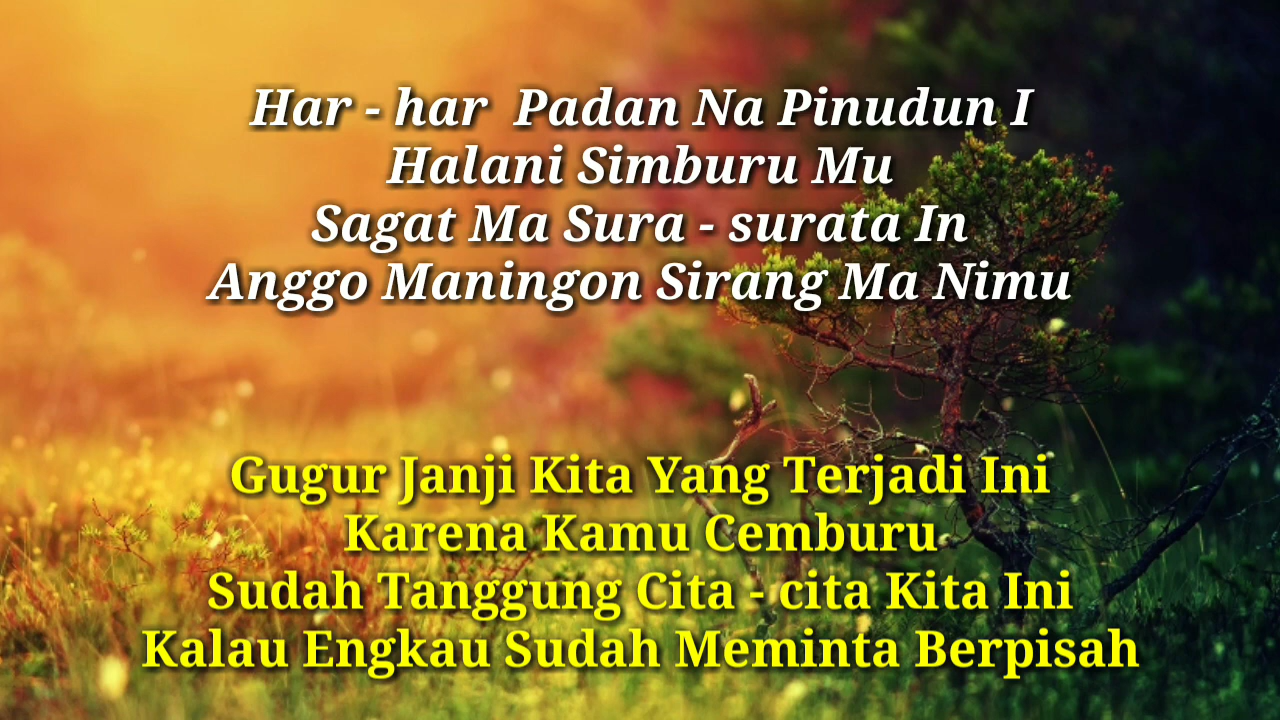 Har - har  Padan Na Pinudun I
Halani Simburu Mu
Sagat Ma Sura - surata In
Anggo Maningon Sirang Ma Nimu
Gugur Janji Kita Yang Terjadi Ini
Karena Kamu Cemburu
Sudah Tanggung Cita - cita Kita Ini
Kalau Engkau Sudah Meminta Berpisah